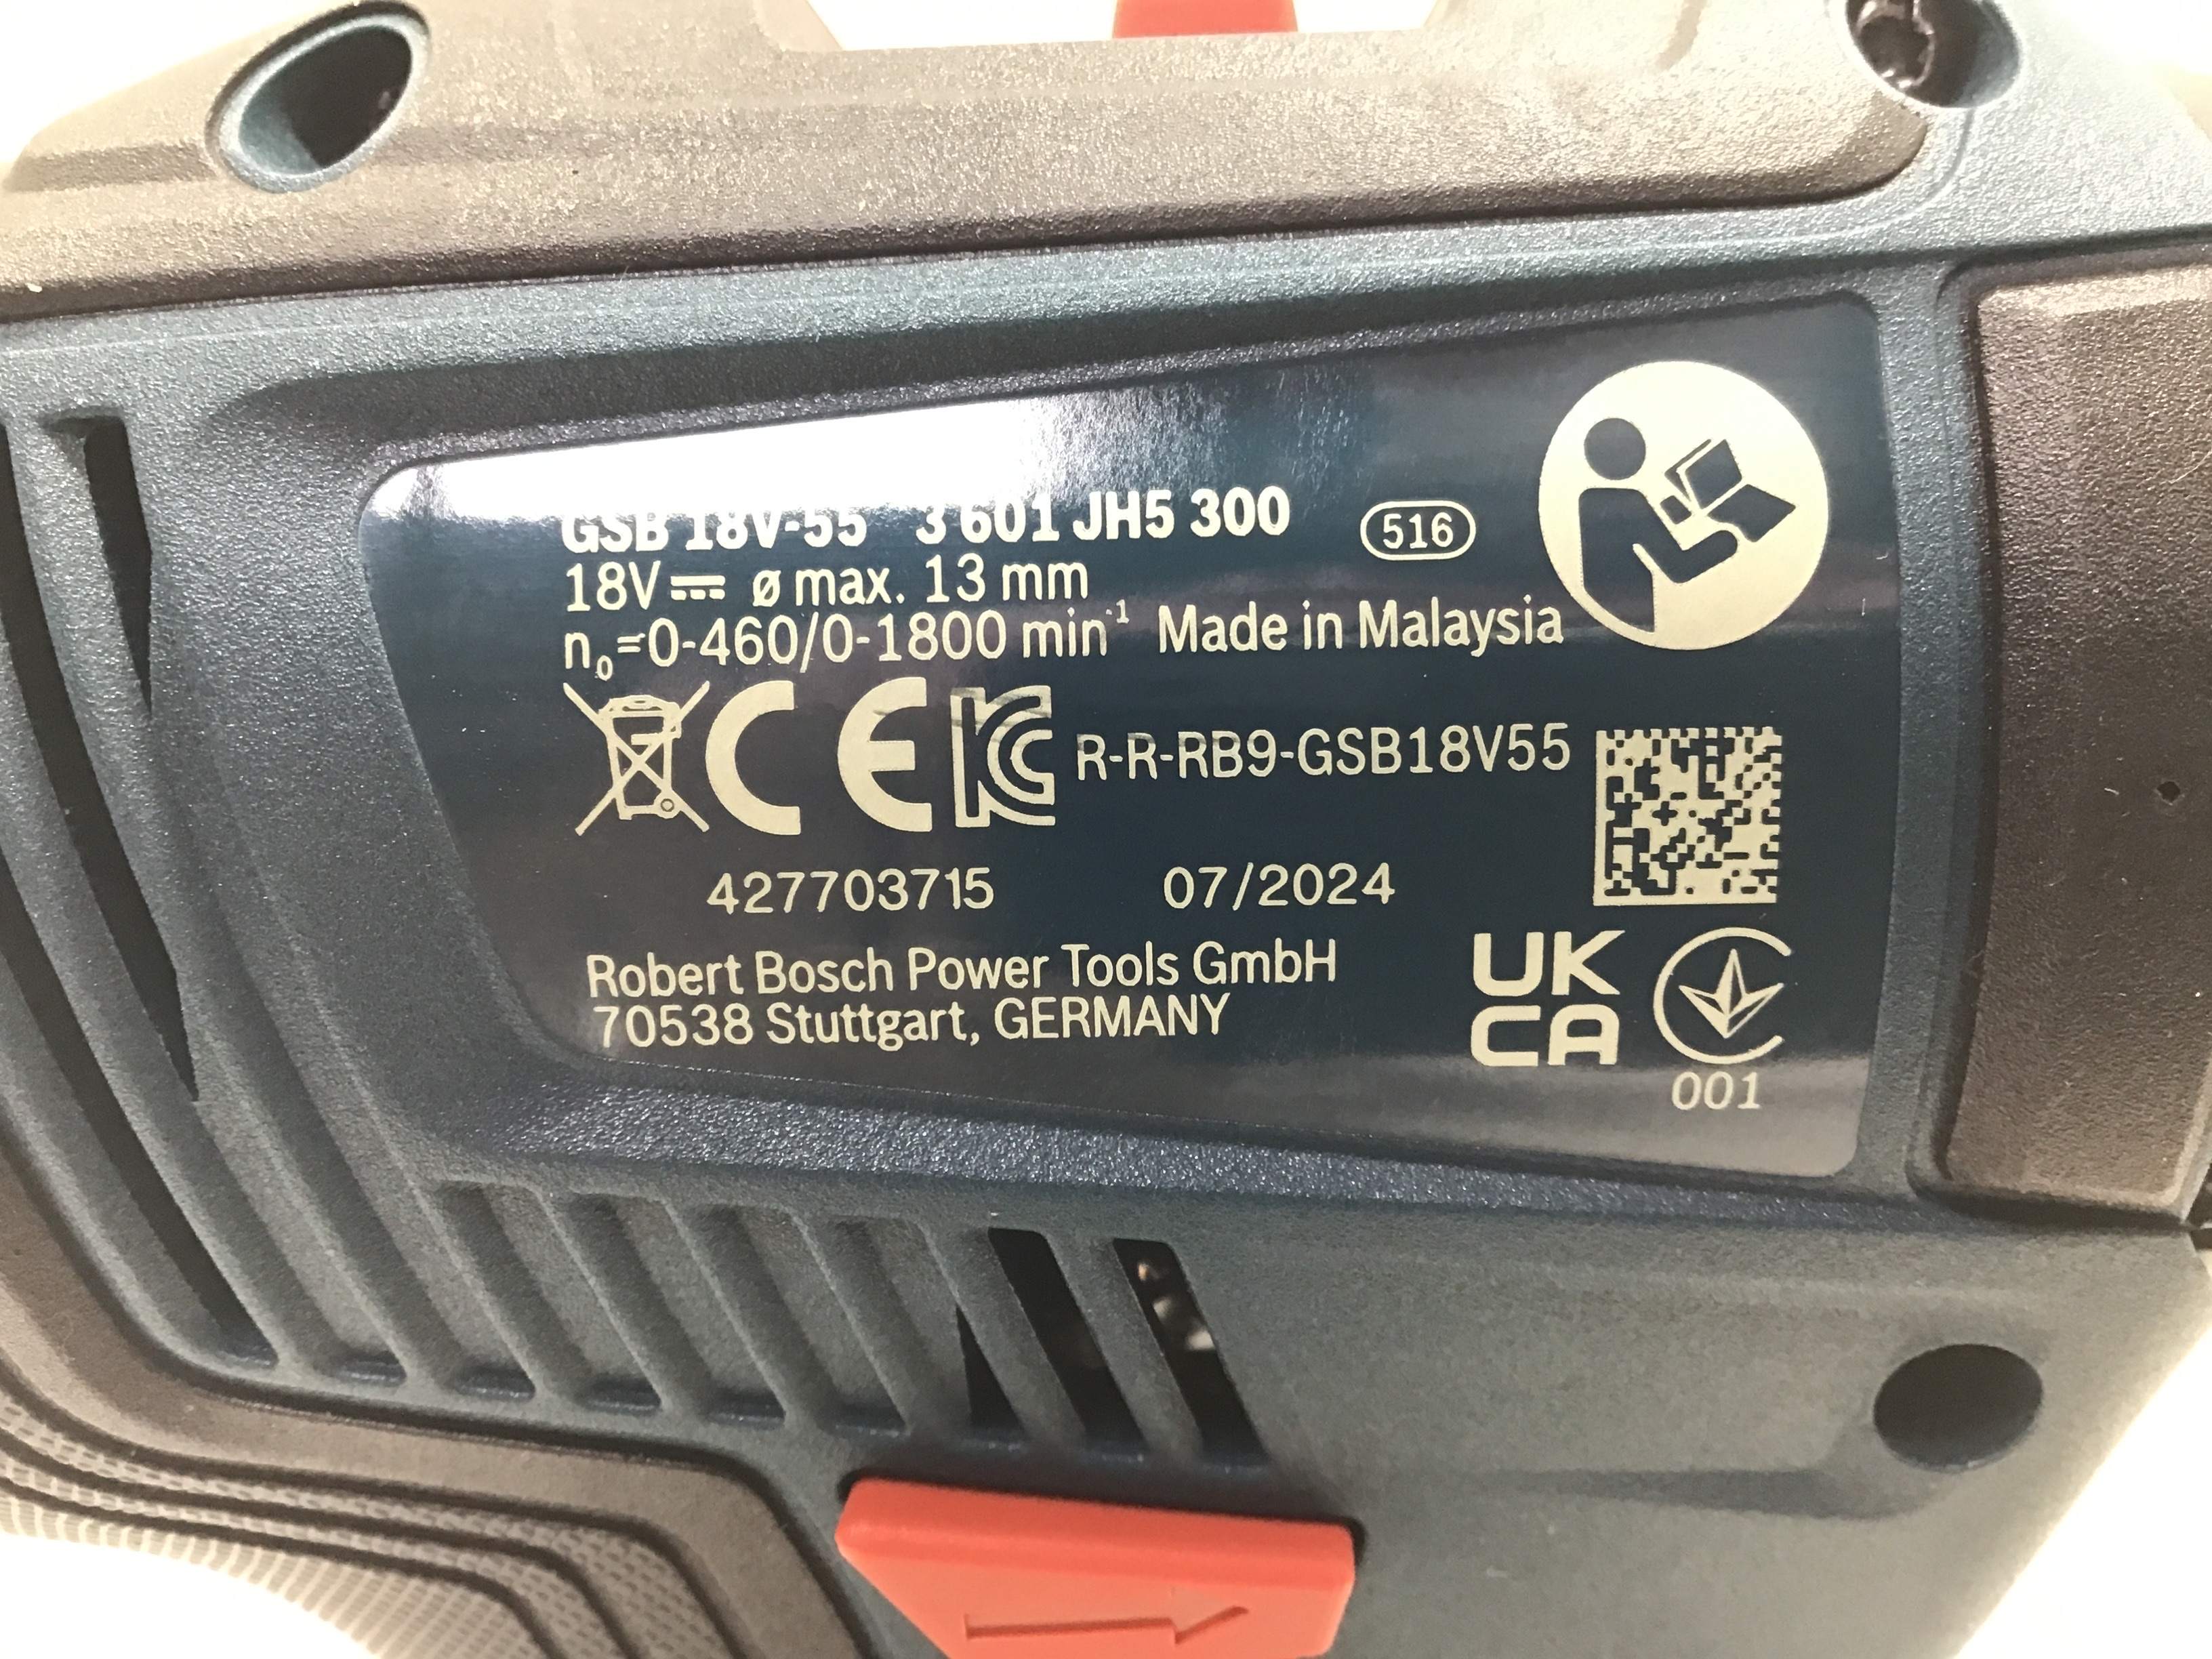 GSB 18V-55 3 601 JH5 300 516
18V ⎓ ø max. 13 mm
n₀=0-460/0-1800 min⁻¹ Made in Malaysia
CE KC R-R-RB9-GSB18V55
427703715 07/2024
Robert Bosch Power Tools GmbH
70538 Stuttgart, GERMANY
UK
CA
001